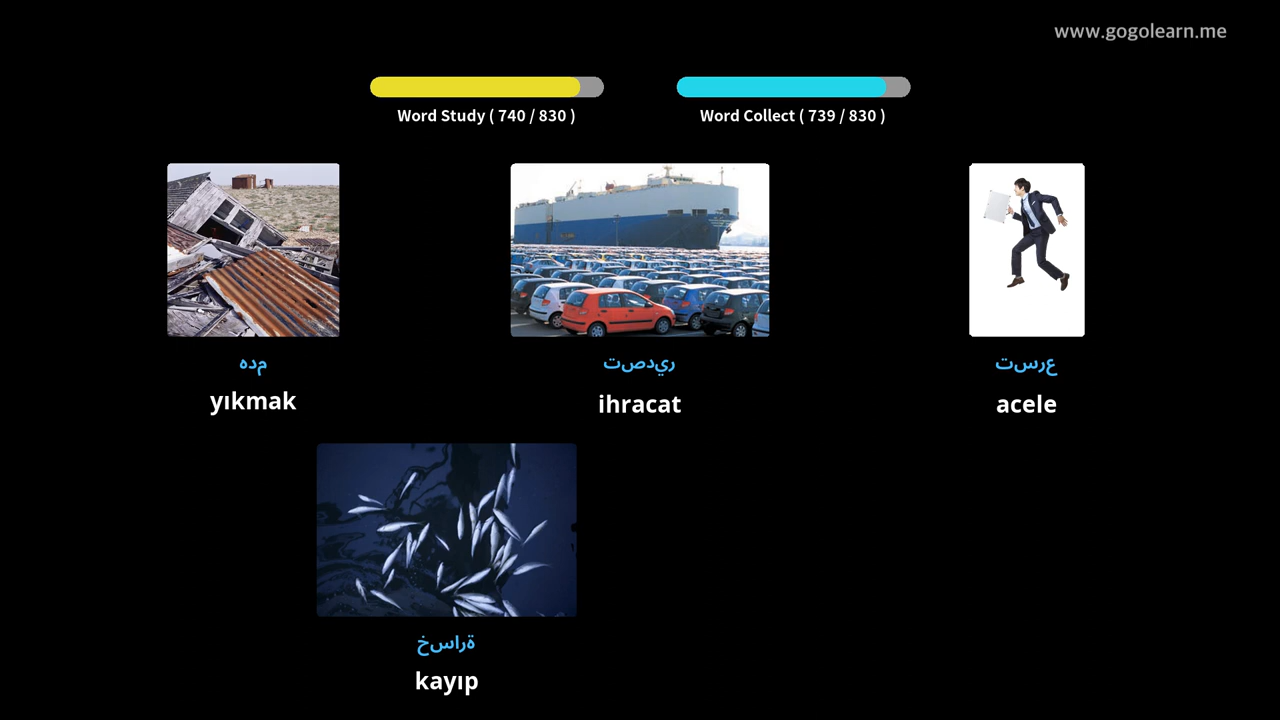 www.gogolearn.me
Word Study ( 740 / 830 )
Word Collect ( 739 / 830 )
مده
yıkmak
ريدصت
ihracat
عرست
acele
ةراسخ
kayıp